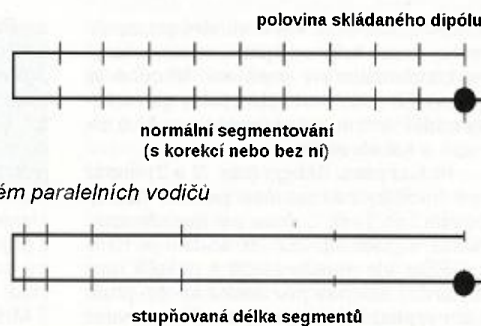 polovina skládaného dipólu
normální segmentování
(s korekcí nebo bez ní)
ém paralelních vodičů
stupňovaná délka segmentů